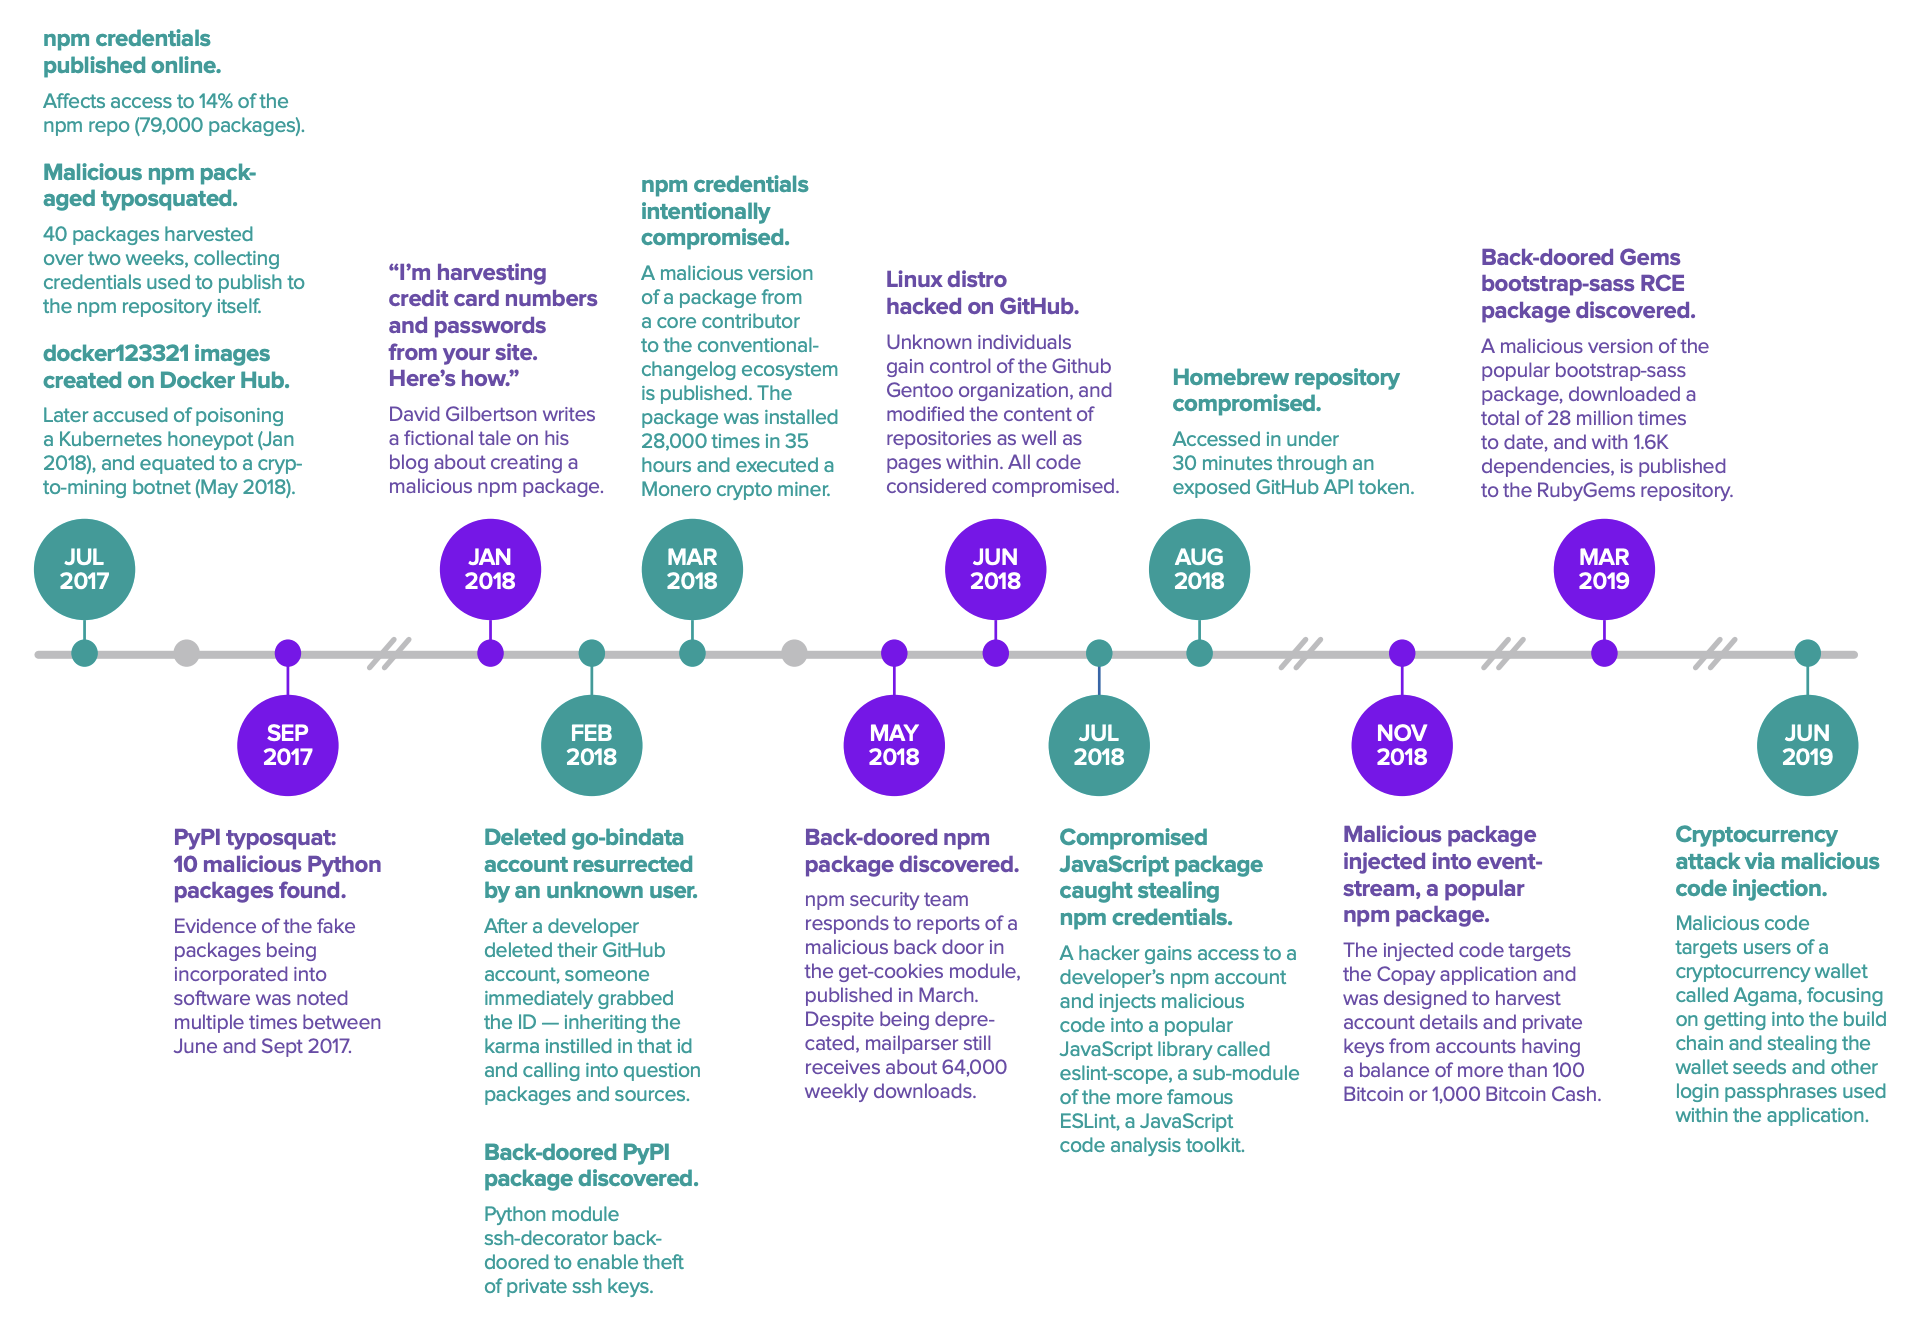 npm credentials
published online.
Affects access to 14% of the
npm repo (79,000 packages).
Malicious npm pack-
aged typosquated.
40 packages harvested
over two weeks, collecting
credentials used to publish to
the npm repository itself.
docker123321 images
created on Docker Hub.
Later accused of poisoning
a Kubernetes honeypot (Jan
2018), and equated to a cryp-
to-mining botnet (May 2018).
JUL
2017
SEP
2017
PyPI typosquat:
10 malicious Python
packages found.
Evidence of the fake
packages being
incorporated into
software was noted
multiple times between
June and Sept 2017.
“I’m harvesting
credit card numbers
and passwords
from your site.
Here’s how.”
David Gilbertson writes
a fictional tale on his
blog about creating a
malicious npm package.
JAN
2018
FEB
2018
Deleted go-bindata
account resurrected
by an unknown user.
After a developer
deleted their GitHub
account, someone
immediately grabbed
the ID — inheriting the
karma instilled in that id
and calling into question
packages and sources.
Back-doored PyPI
package discovered.
Python module
ssh-decorator back-
doored to enable theft
of private ssh keys.
npm credentials
intentionally
compromised.
A malicious version
of a package from
a core contributor
to the conventional-
changelog ecosystem
is published. The
package was installed
28,000 times in 35
hours and executed a
Monero crypto miner.
MAR
2018
MAY
2018
Back-doored npm
package discovered.
npm security team
responds to reports of a
malicious back door in
the get-cookies module,
published in March.
Despite being depre-
cated, mailparser still
receives about 64,000
weekly downloads.
Linux distro
hacked on GitHub.
Unknown individuals
gain control of the Github
Gentoo organization, and
modified the content of
repositories as well as
pages within. All code
considered compromised.
JUN
2018
JUL
2018
Compromised
JavaScript package
caught stealing
npm credentials.
A hacker gains access to a
developer’s npm account
and injects malicious
code into a popular
JavaScript library called
eslint-scope, a sub-module
of the more famous
ESLint, a JavaScript
code analysis toolkit.
Homebrew repository
compromised.
Accessed in under
30 minutes through an
exposed GitHub API token.
AUG
2018
NOV
2018
Malicious package
injected into event-
stream, a popular
npm package.
The injected code targets
the Copay application and
was designed to harvest
account details and private
keys from accounts having
a balance of more than 100
Bitcoin or 1,000 Bitcoin Cash.
Back-doored Gems
bootstrap-sass RCE
package discovered.
A malicious version of the
popular bootstrap-sass
package, downloaded a
total of 28 million times
to date, and with 1.6K
dependencies, is published
to the RubyGems repository.
MAR
2019
JUN
2019
Cryptocurrency
attack via malicious
code injection.
Malicious code
targets users of a
cryptocurrency wallet
called Agama, focusing
on getting into the build
chain and stealing the
wallet seeds and other
login passphrases used
within the application.